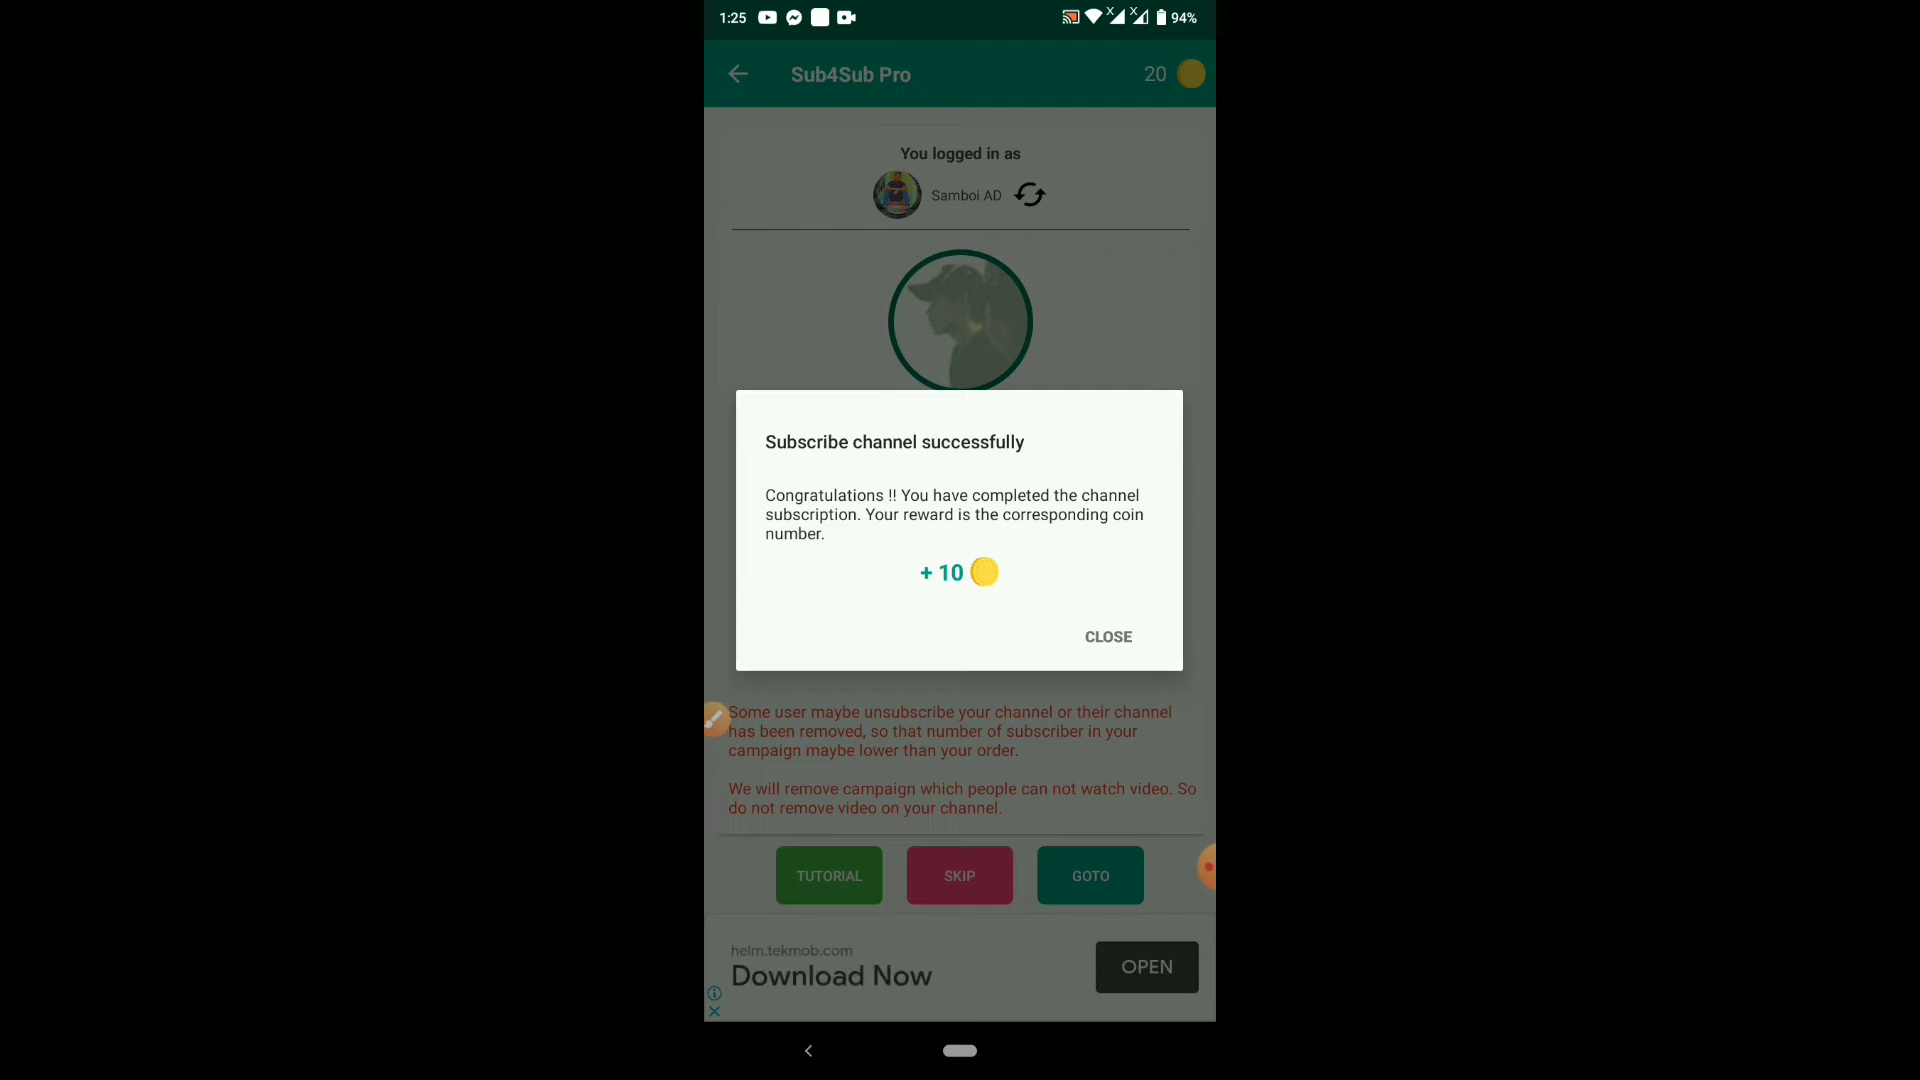 1:25
94%
Sub4Sub Pro
20
You logged in as
Samboi AD
Subscribe channel successfully
Congratulations !! You have completed the channel
subscription. Your reward is the corresponding coin
number.
+ 10
CLOSE
Some user maybe unsubscribe your channel or their channel
has been removed, so that number of subscriber in your
campaign maybe lower than your order.
We will remove campaign which people can not watch video. So
do not remove video on your channel.
TUTORIAL
SKIP
GOTO
helm.tekmob.com
Download Now
OPEN